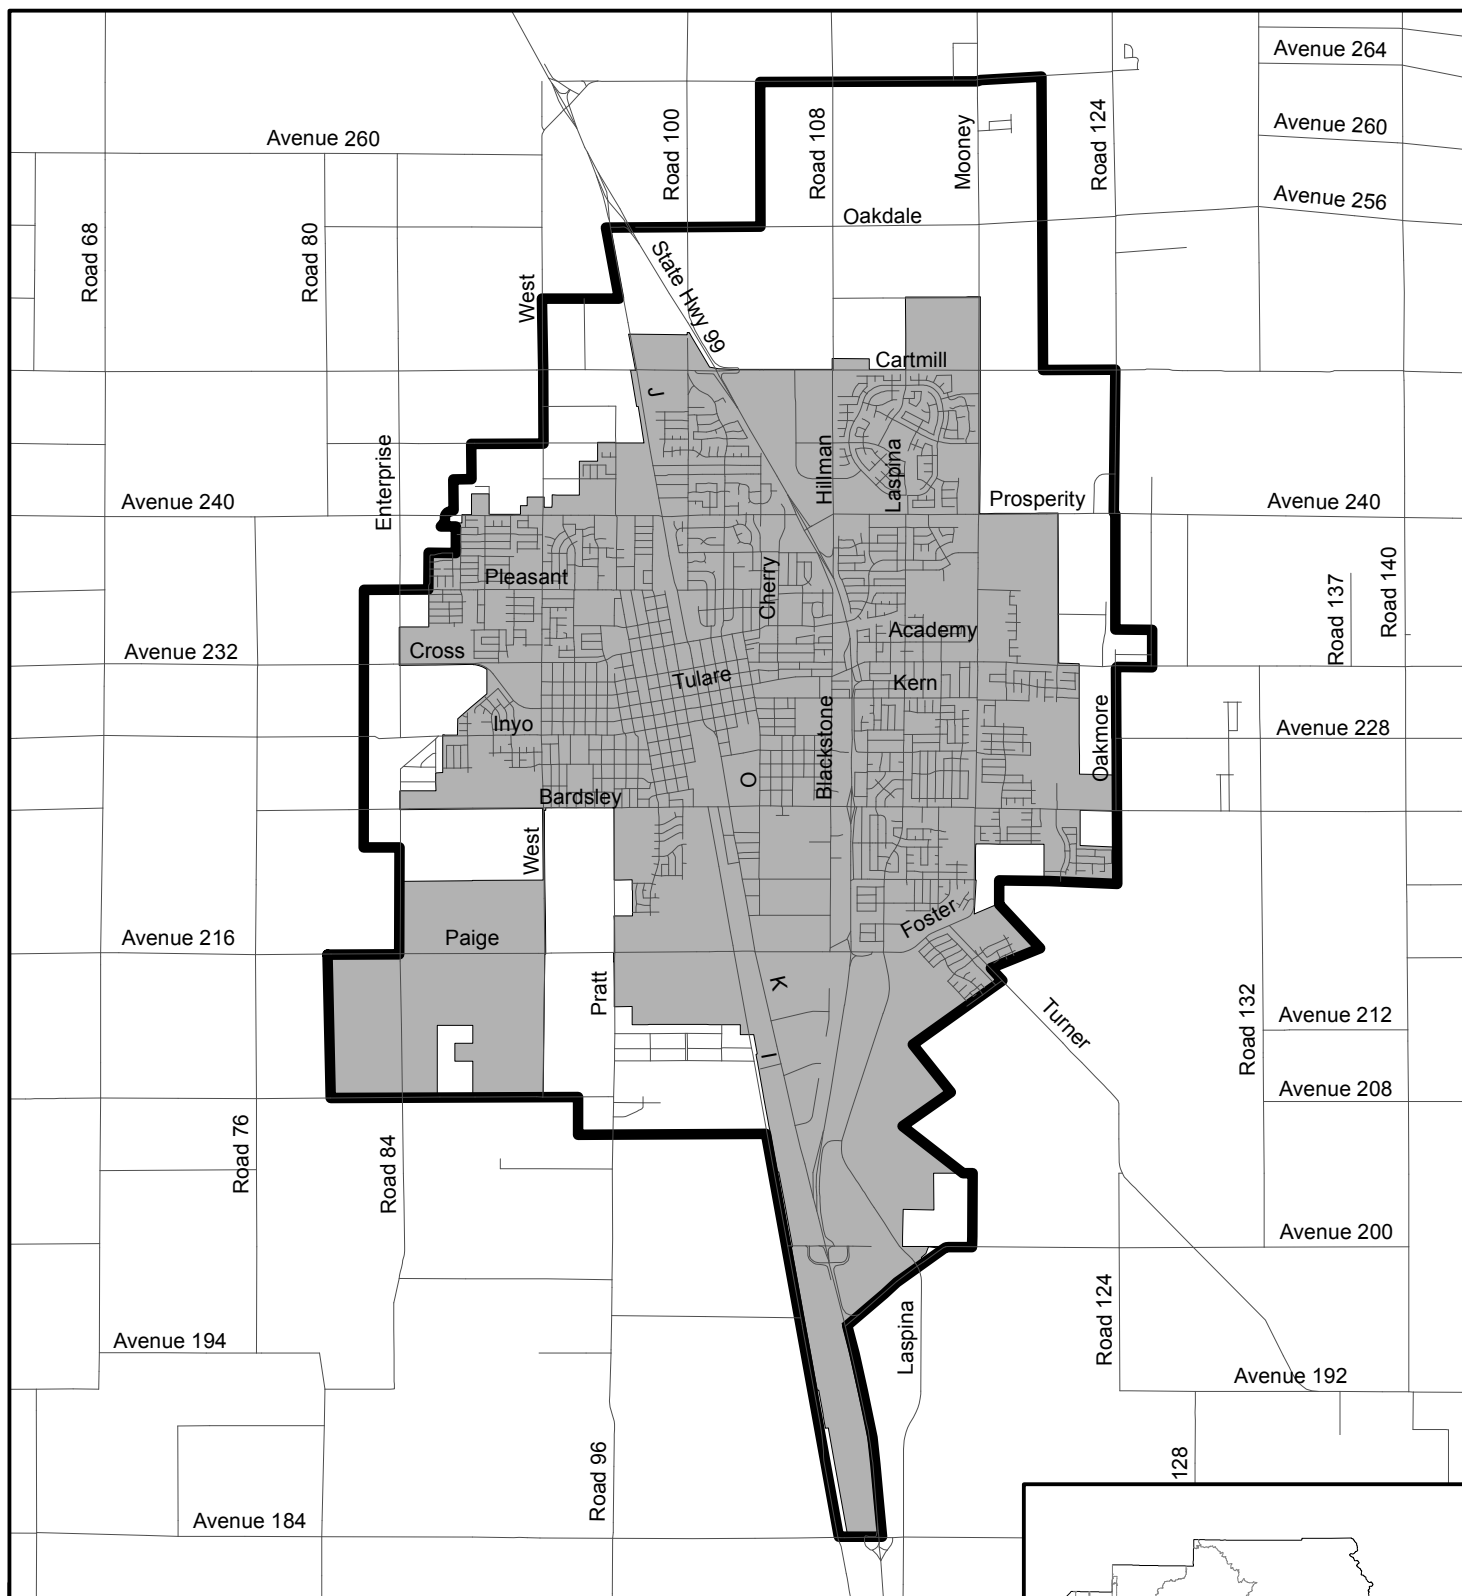 Avenue 264
Avenue 260
Road 100
Road 108
Mooney
Road 124
Avenue 260
Avenue 256
Oakdale
Road 68
Road 80
West
State Hwy 99
Cartmill
J
Enterprise
Hillman
Laspina
Avenue 240
Prosperity
Avenue 240
Pleasant
Cherry
Road 137
Road 140
Academy
Avenue 232
Cross
Tulare
Kern
Inyo
Blackstone
Oakmore
Avenue 228
O
Bardsley
West
Foster
Avenue 216
Paige
Pratt
K
Turner
Road 132
Avenue 212
I
Avenue 208
Road 76
Road 84
Avenue 200
Laspina
Road 124
Avenue 194
Avenue 192
Road 96
128
Avenue 184